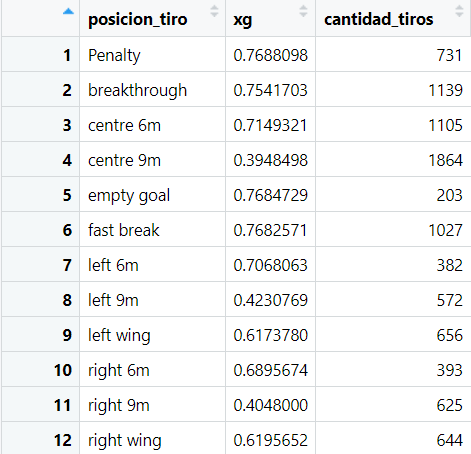 posicion_tiro xg cantidad_tiros
1 Penalty 0.7688098 731
2 breakthrough 0.7541703 1139
3 centre 6m 0.7149321 1105
4 centre 9m 0.3948498 1864
5 empty goal 0.7684729 203
6 fast break 0.7682571 1027
7 left 6m 0.7068063 382
8 left 9m 0.4230769 572
9 left wing 0.6173780 656
10 right 6m 0.6895674 393
11 right 9m 0.4048000 625
12 right wing 0.6195652 644